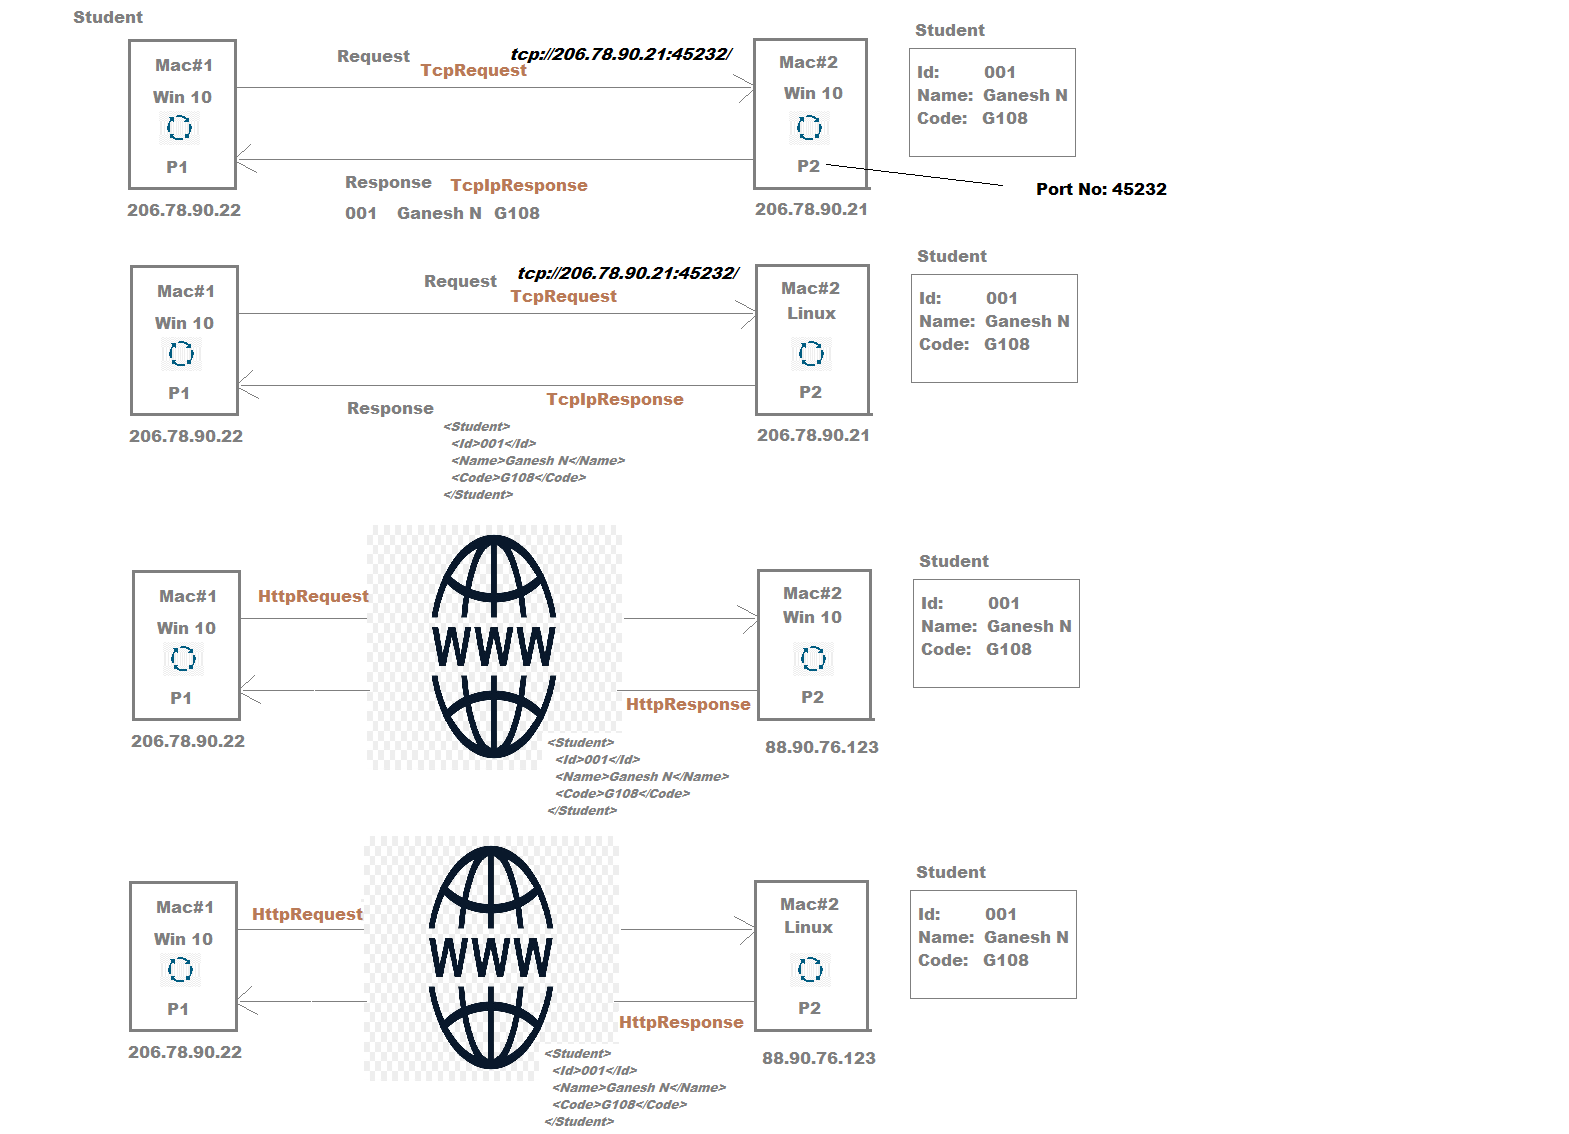 Student
Mac#1
Win 10
P1
206.78.90.22
Request
tcp://206.78.90.21:45232/
TcpRequest
Response
TcpIpResponse
001 Ganesh N G108
Mac#2
Win 10
P2
206.78.90.21
Student
Id: 001
Name: Ganesh N
Code: G108
Port No: 45232
Mac#1
Win 10
P1
206.78.90.22
Request
tcp://206.78.90.21:45232/
TcpRequest
Response
TcpIpResponse
<Student>
<Id>001</Id>
<Name>Ganesh N</Name>
<Code>G108</Code>
</Student>
Mac#2
Linux
P2
206.78.90.21
Student
Id: 001
Name: Ganesh N
Code: G108
Mac#1
Win 10
P1
206.78.90.22
HttpRequest
WWW
HttpResponse
<Student>
<Id>001</Id>
<Name>Ganesh N</Name>
<Code>G108</Code>
</Student>
Mac#2
Win 10
P2
88.90.76.123
Student
Id: 001
Name: Ganesh N
Code: G108
Mac#1
Win 10
P1
206.78.90.22
HttpRequest
WWW
HttpResponse
<Student>
<Id>001</Id>
<Name>Ganesh N</Name>
<Code>G108</Code>
</Student>
Mac#2
Linux
P2
88.90.76.123
Student
Id: 001
Name: Ganesh N
Code: G108